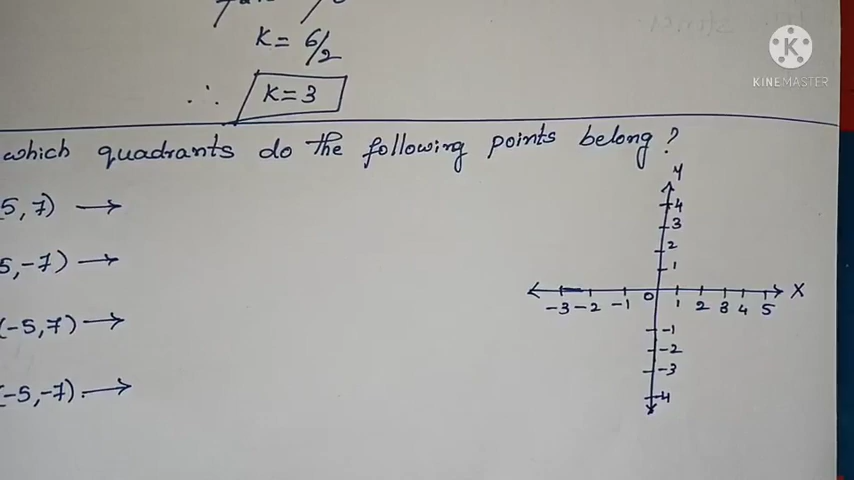 K = 6/2
∴ K = 3
which quadrants do the following points belong?
5, 7) →
5, -7) →
(-5, 7) →
(-5, -7). →
Y
4
3
2
1
0
X
-3 -2 -1 1 2 3 4 5
-1
-2
-3
-4
K
KINEMASTER